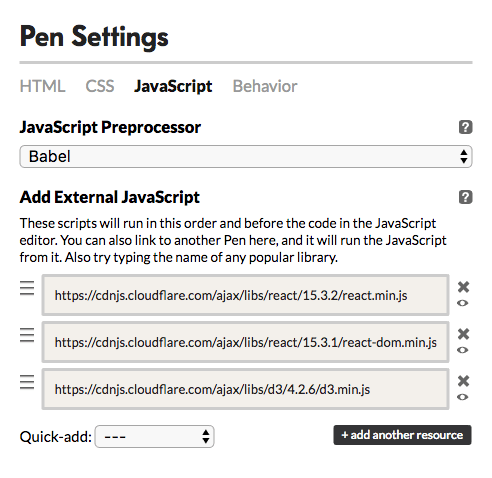 Pen Settings
HTML CSS JavaScript Behavior
JavaScript Preprocessor ?
Babel
Add External JavaScript ?
These scripts will run in this order and before the code in the JavaScript
editor. You can also link to another Pen here, and it will run the JavaScript
from it. Also try typing the name of any popular library.
https://cdnjs.cloudflare.com/ajax/libs/react/15.3.2/react.min.js
https://cdnjs.cloudflare.com/ajax/libs/react/15.3.1/react-dom.min.js
https://cdnjs.cloudflare.com/ajax/libs/d3/4.2.6/d3.min.js
Quick-add: --- + add another resource